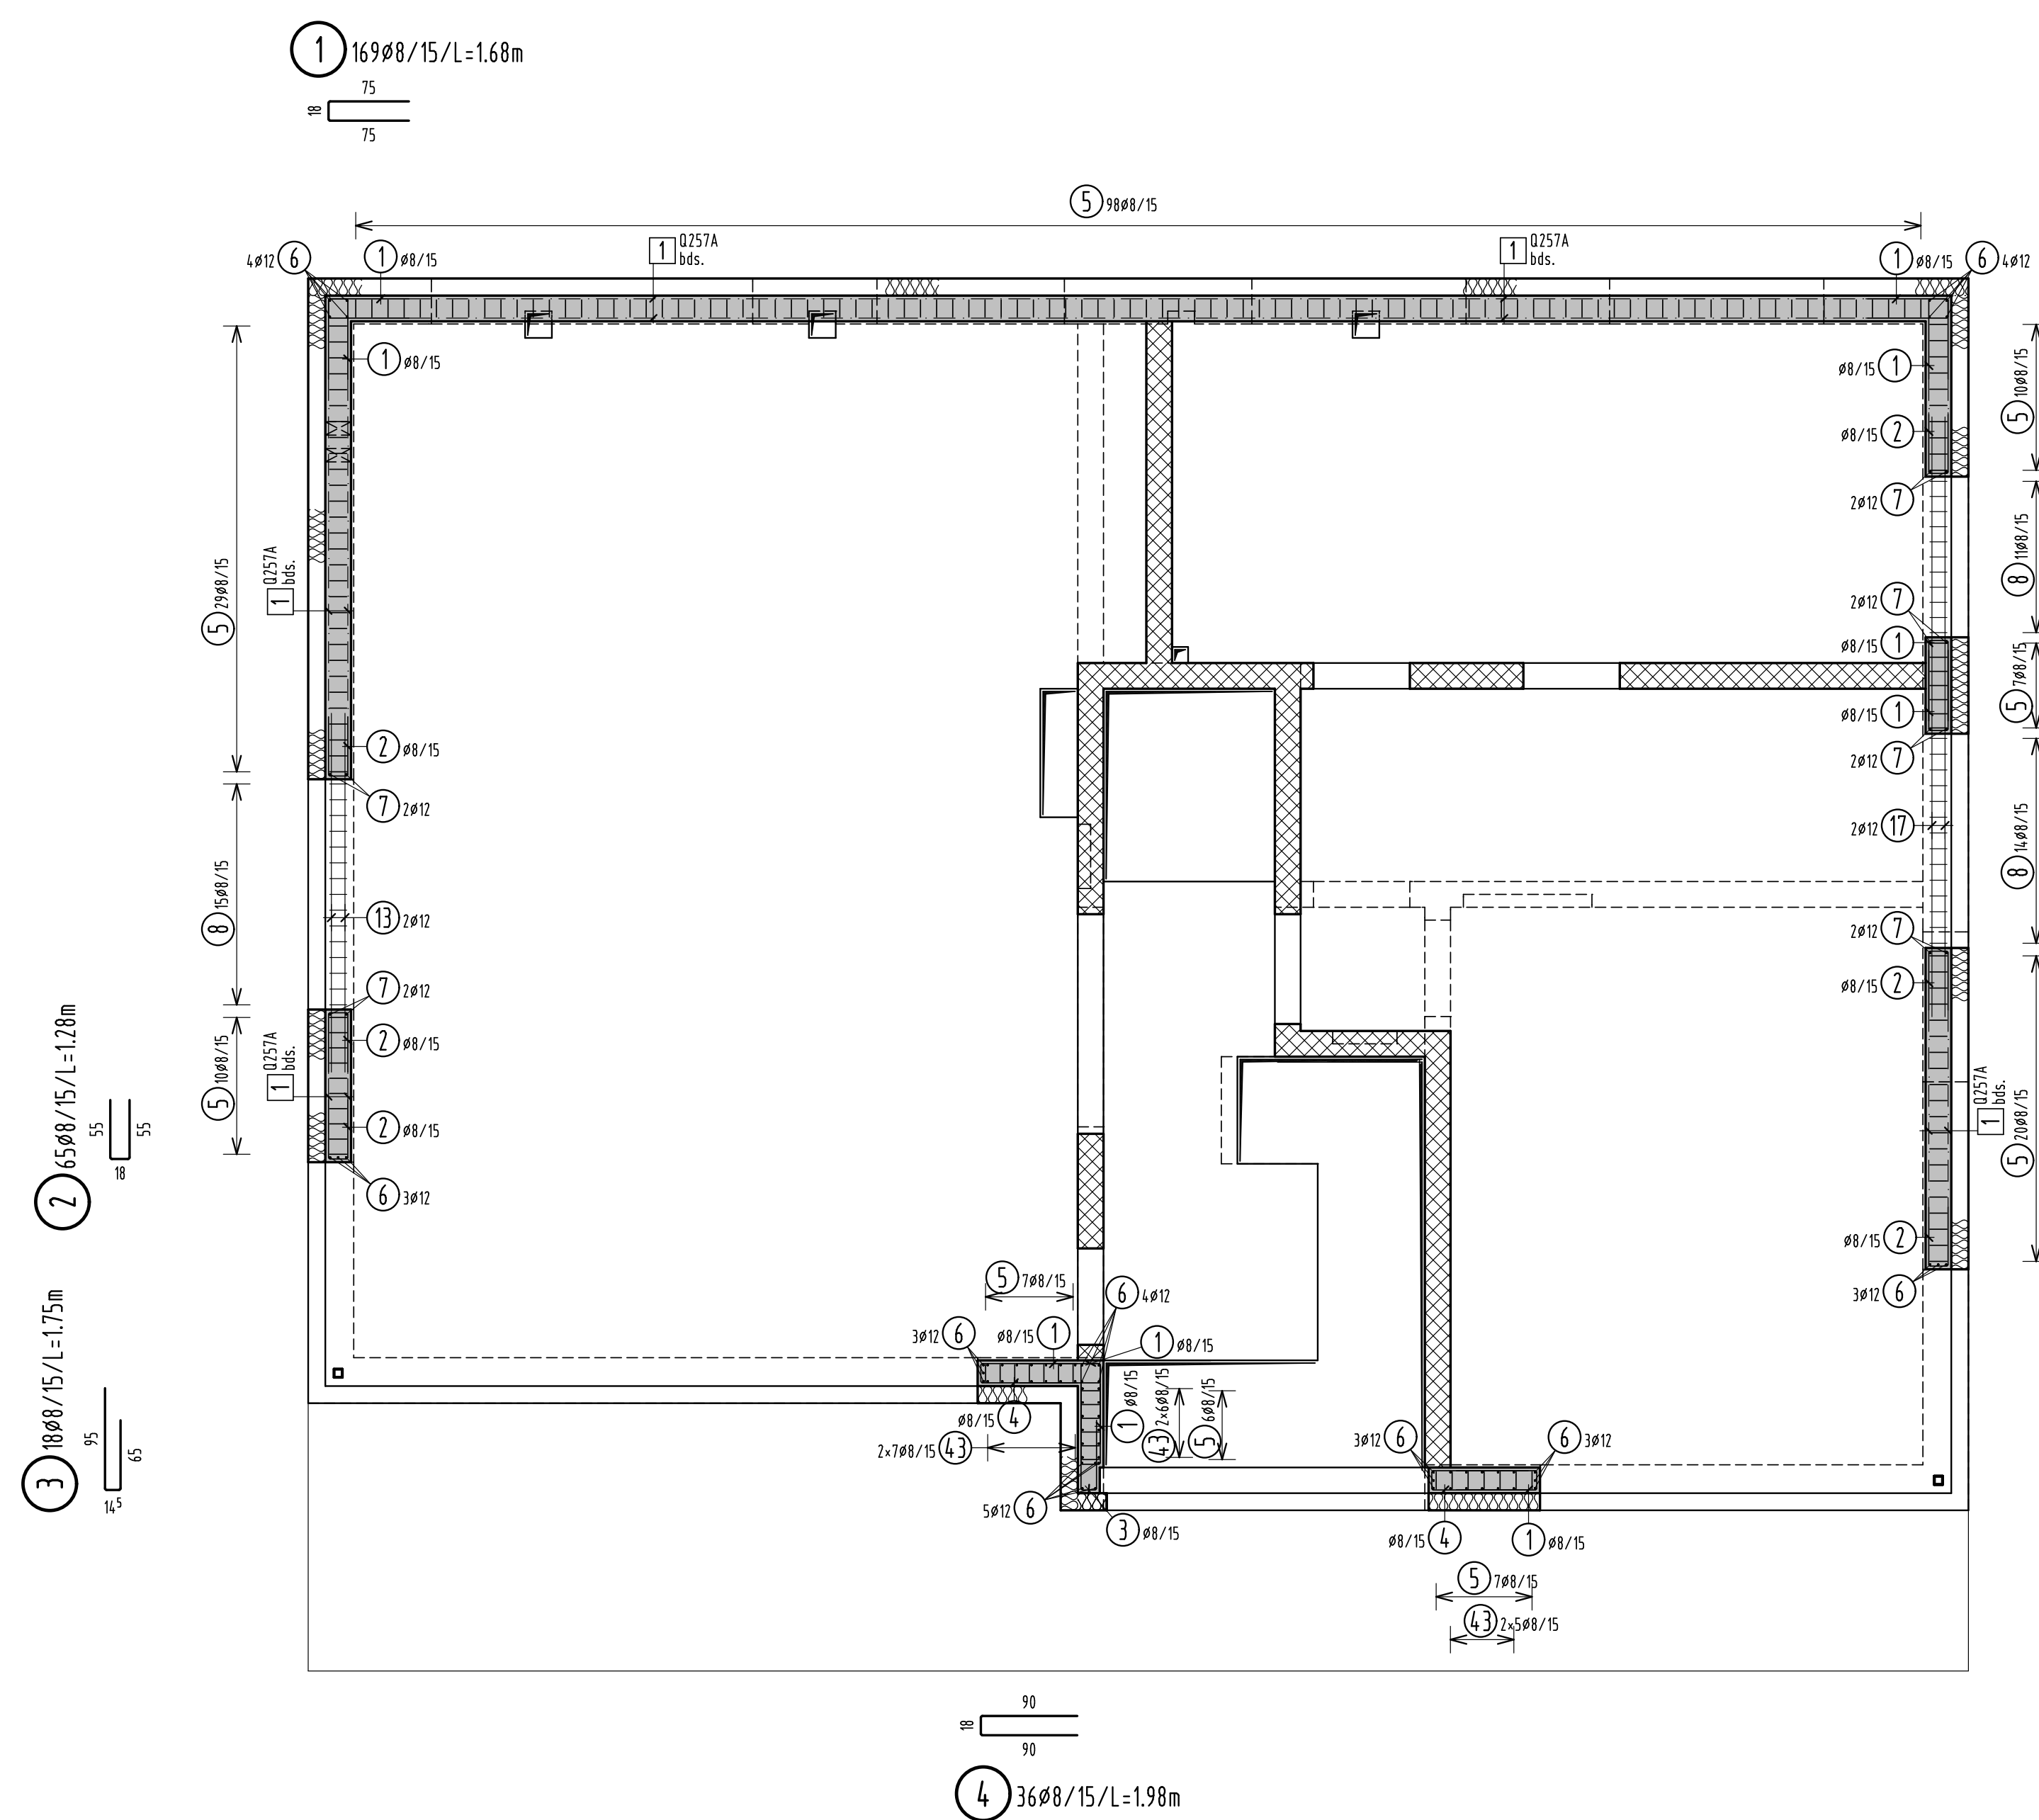 1 169ø8/15/L=1.68m
75
18
75
5 98ø8/15
1 Q257A
bds.
1 Q257A
bds.
4ø12 6
1 ø8/15
1 ø8/15
6 4ø12
1 ø8/15
ø8/15 1
5 10ø8/15
ø8/15 2
2ø12 7
8 11ø8/15
5 29ø8/15
1 Q257A
bds.
2ø12 7
ø8/15 1
5 7ø8/15
ø8/15 1
2 ø8/15
2ø12 7
7 2ø12
2ø12 17
8 14ø8/15
8 15ø8/15
13 2ø12
2ø12 7
7 2ø12
ø8/15 2
2 ø8/15
5 10ø8/15
1 Q257A
bds.
2 65ø8/15/L=1.28m
55
55
18
2 ø8/15
1 Q257A
bds.
5 20ø8/15
6 3ø12
ø8/15 2
3ø12 6
3 18ø8/15/L=1.75m
95
65
14⁵
5 7ø8/15
6 4ø12
3ø12 6
ø8/15 1
1 ø8/15
1 ø8/15
43 2x6ø8/15
5 6ø8/15
ø8/15 4
2x7ø8/15 43
3ø12 6
6 3ø12
5ø12 6
3 ø8/15
ø8/15 4
1 ø8/15
5 7ø8/15
43 2x5ø8/15
90
18
90
4 36ø8/15/L=1.98m